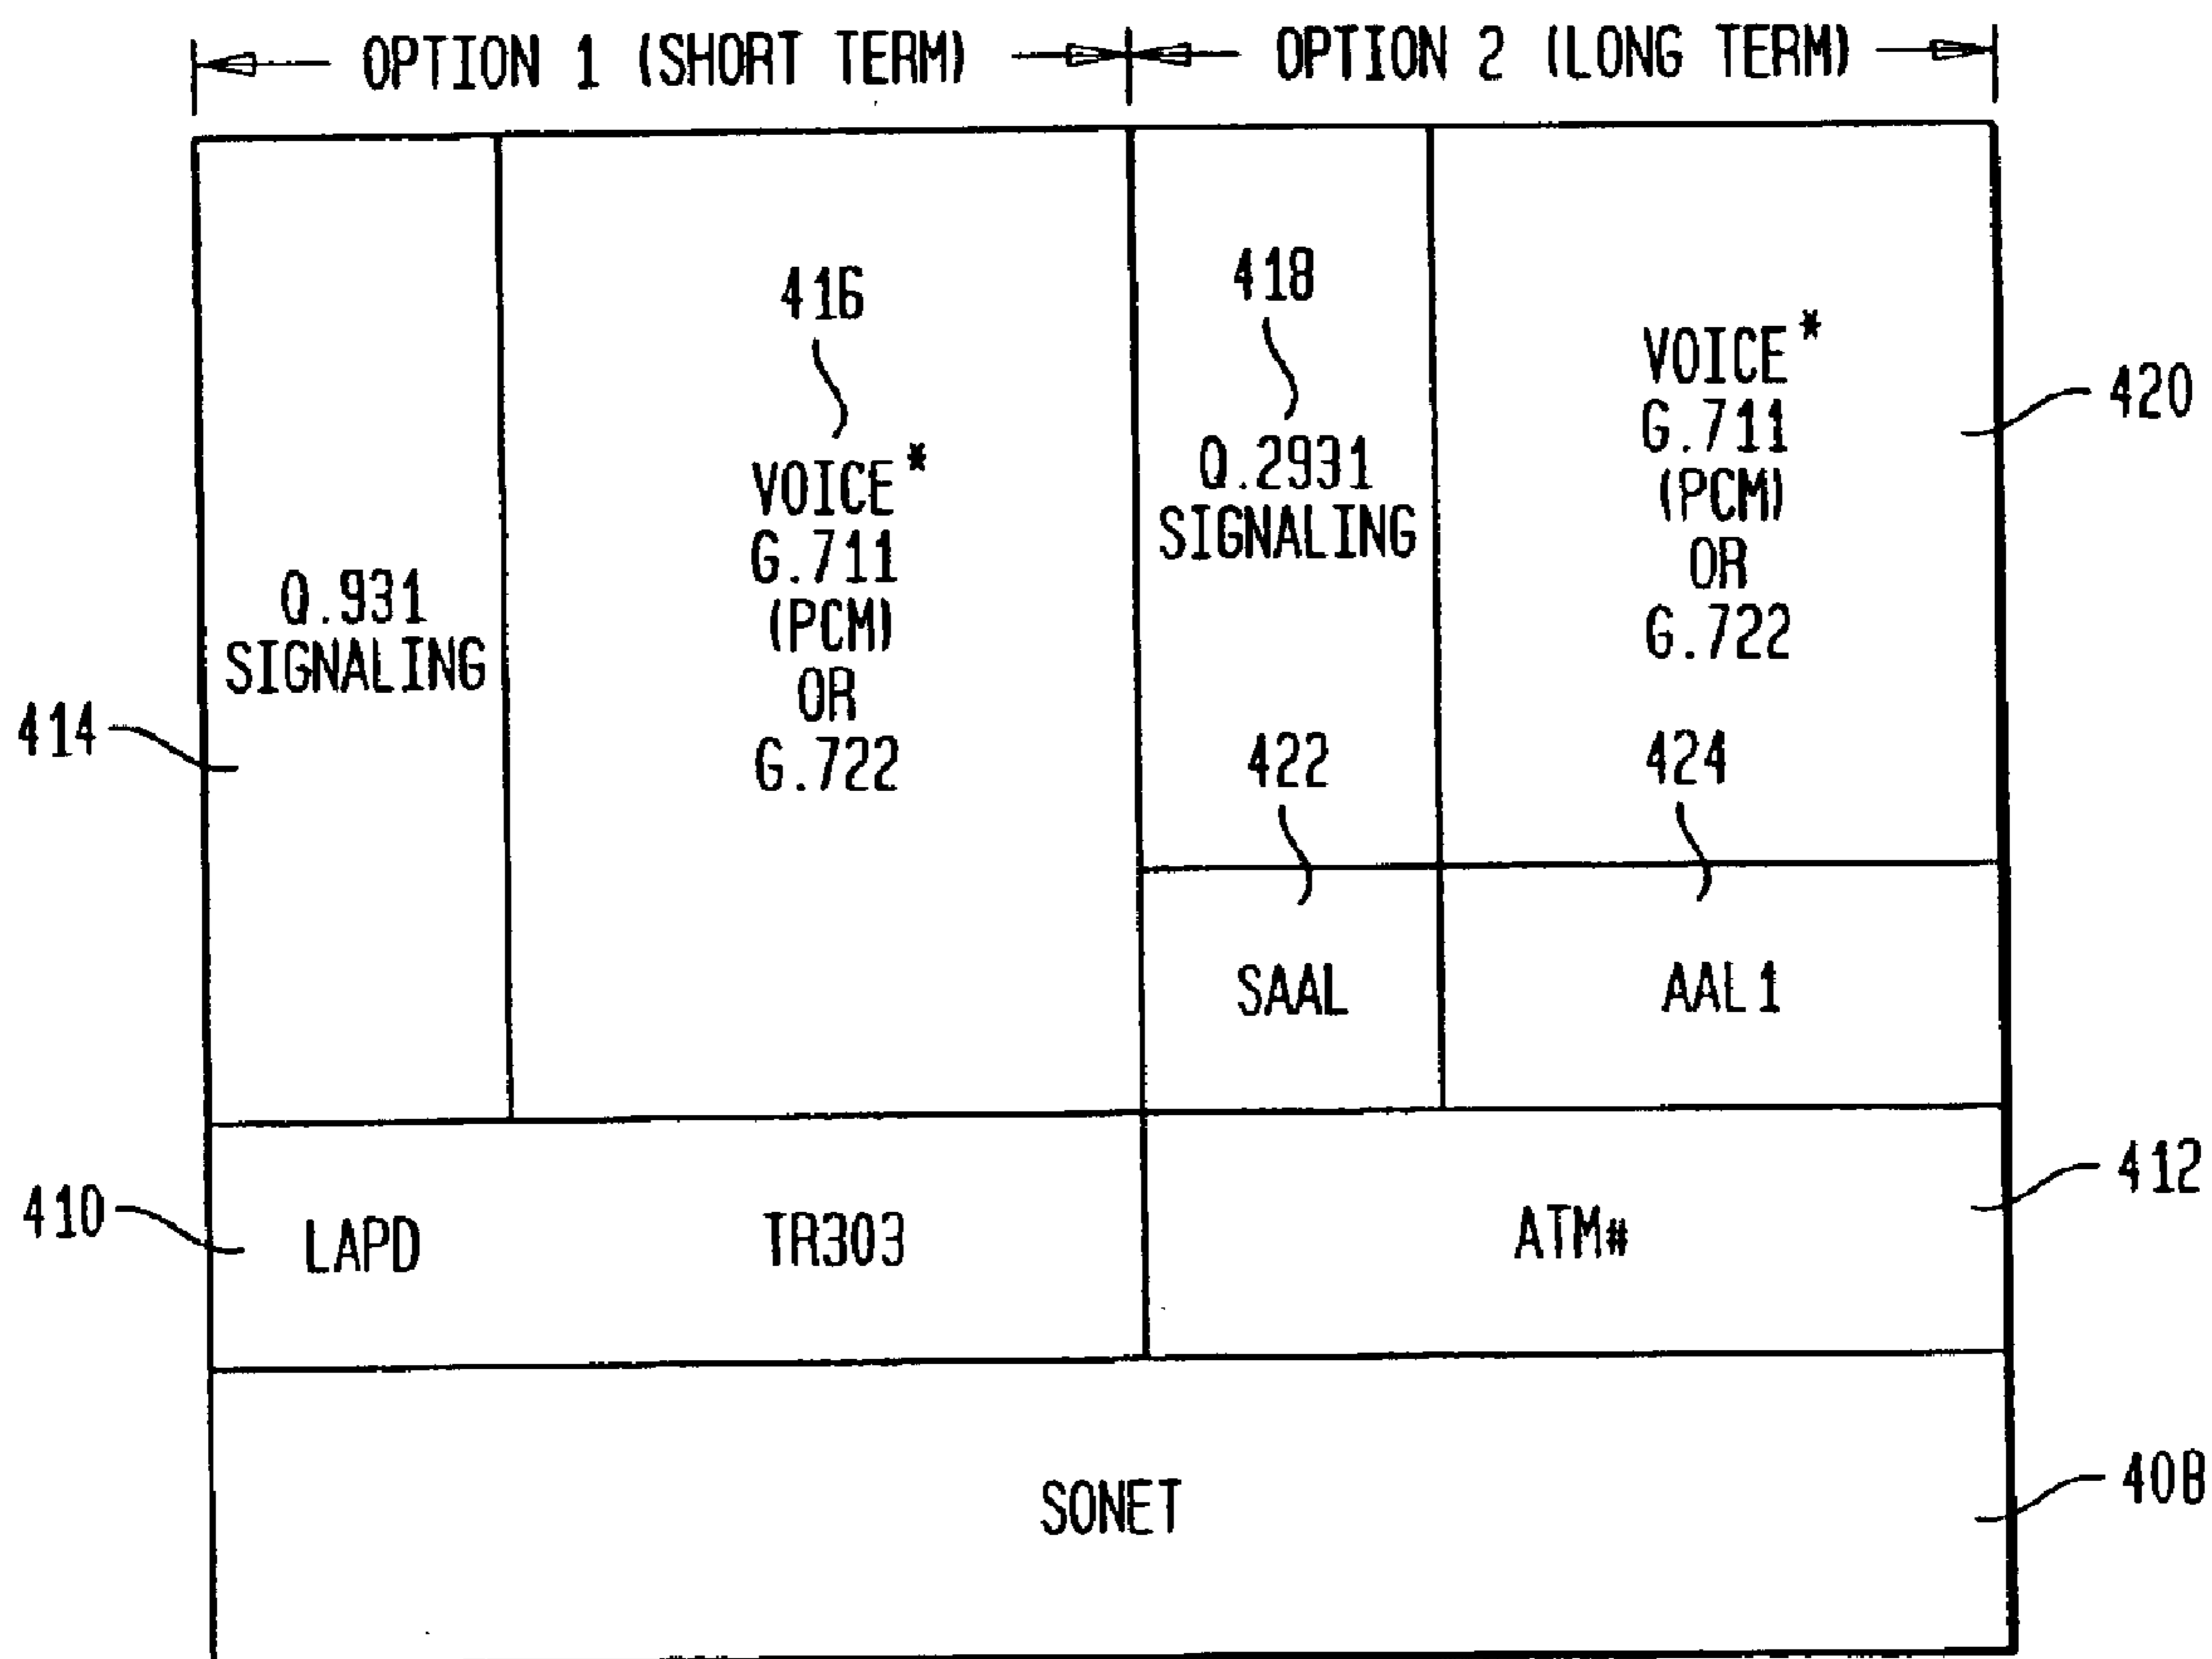 OPTION 1 (SHORT TERM)
OPTION 2 (LONG TERM)
416
418
VOICE*
G.711
(PCM)
OR
G.722
420
Q.2931
SIGNALING
VOICE*
G.711
(PCM)
OR
G.722
Q.931
SIGNALING
414
422
424
SAAL
AAL1
412
410
LAPD
TR303
ATM#
SONET
408